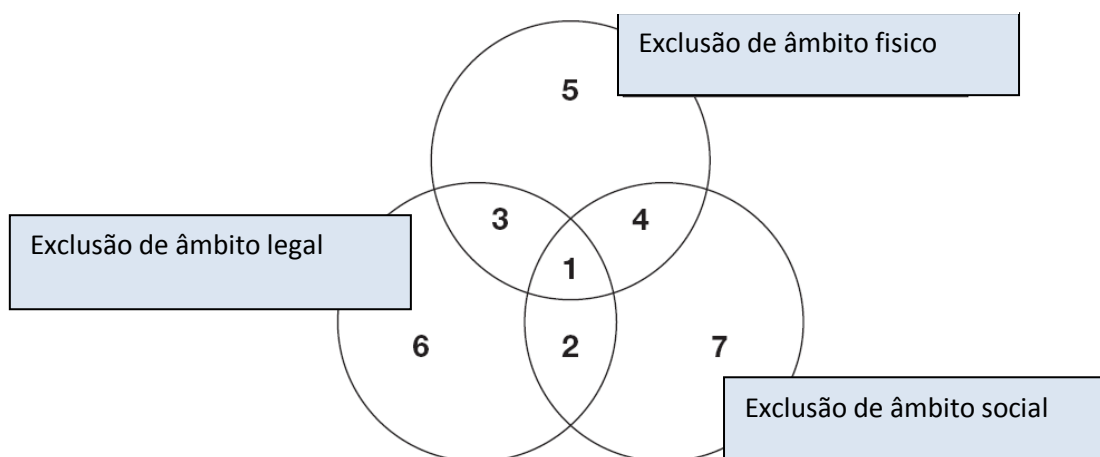 Exclusão de âmbito fisico
5
3
4
Exclusão de âmbito legal
1
6
2
7
Exclusão de âmbito social